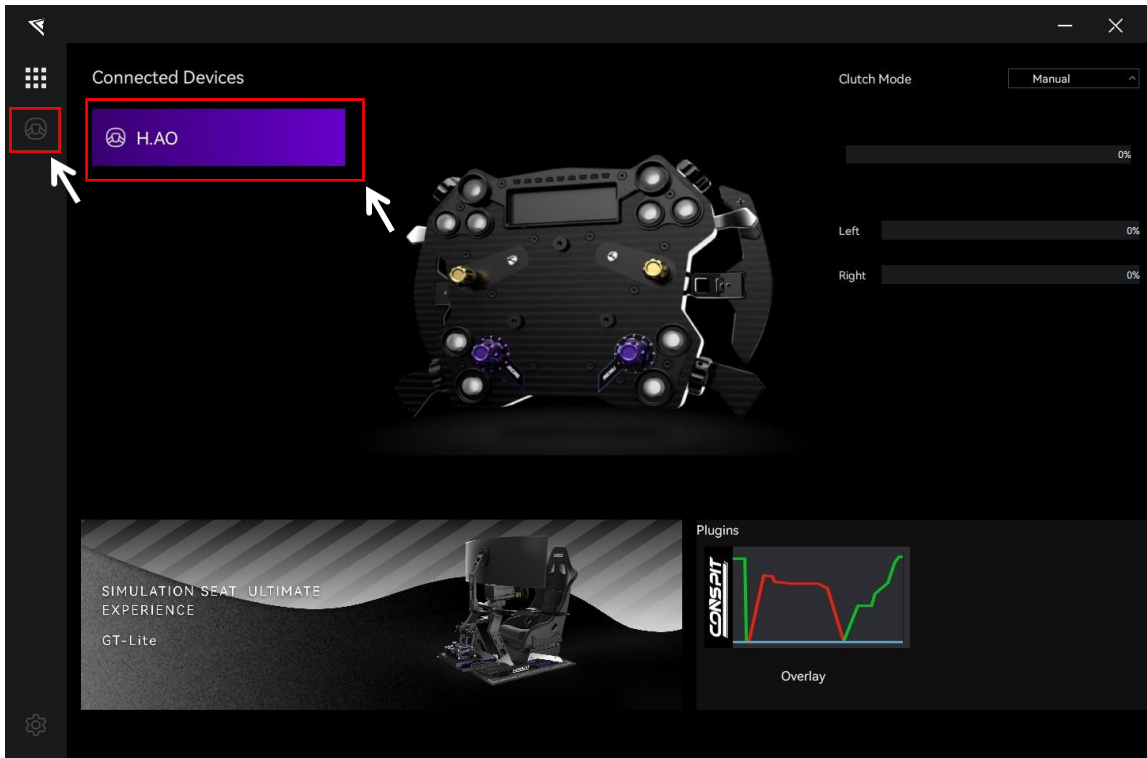 Connected Devices
H.AO
Clutch Mode
Manual
0%
Left
0%
Right
0%
SIMULATION SEAT ULTIMATE
EXPERIENCE
GT-Lite
Plugins
CONSPIT
Overlay